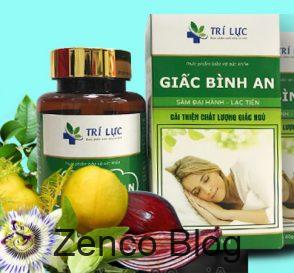 TRÍ LỰC
THỰC PHẨM BẢO VỆ SỨC KHỎE
GIẤC BÌNH AN
SÂM ĐẠI HÀNH - LẠC TIÊN
CẢI THIỆN CHẤT LƯỢNG GIẤC NGỦ
TRÍ LỰC
AN
Zenco Blog